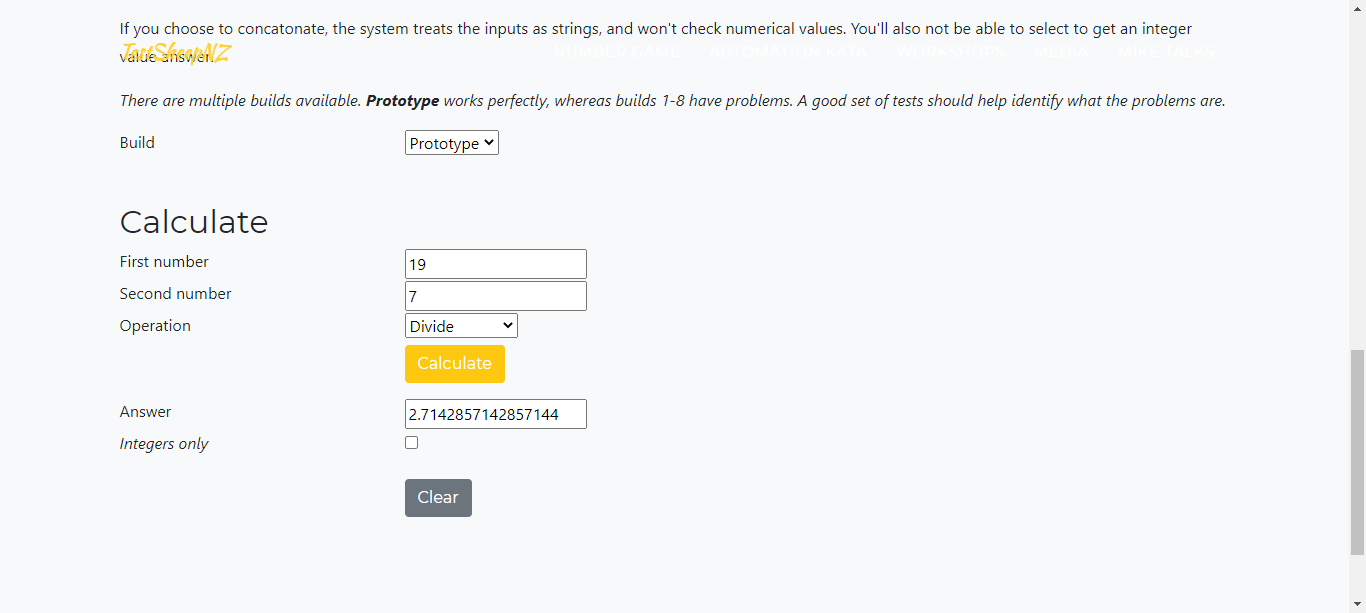 If you choose to concatonate, the system treats the inputs as strings, and won't check numerical values. You'll also not be able to select to get an integer
TestSheepNZ NUMBER GAME AUTOMATION WORKSHOPS MEDIA MIKE TALKS
value answer.
There are multiple builds available. Prototype works perfectly, whereas builds 1-8 have problems. A good set of tests should help identify what the problems are.
Build Prototype
Calculate
First number 19
Second number 7
Operation Divide
Calculate
Answer 2.7142857142857144
Integers only
Clear